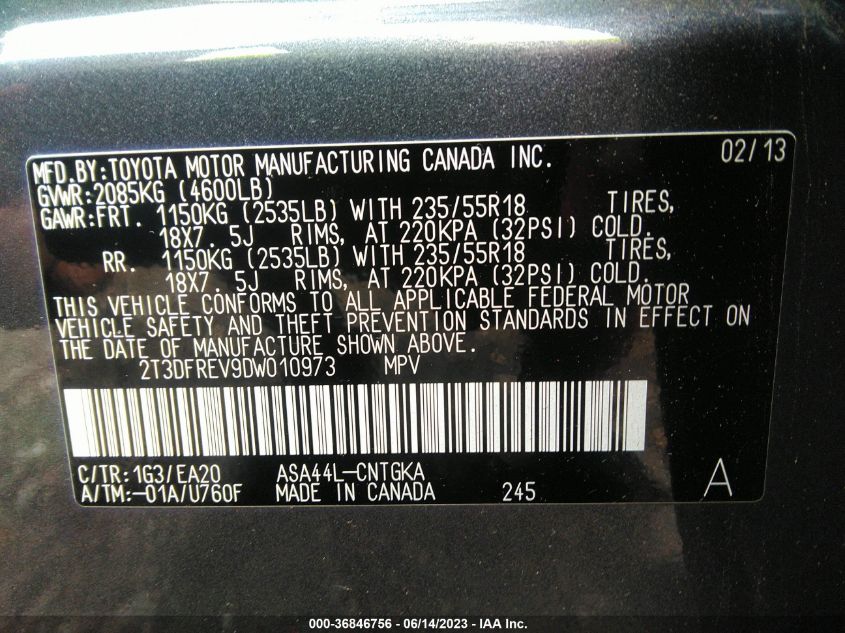 MFD.BY:TOYOTA MOTOR MANUFACTURING CANADA INC. 02/13
GVWR:2085KG (4600LB)
GAWR:FRT. 1150KG (2535LB) WITH 235/55R18 TIRES,
18X7. 5J RIMS, AT 220KPA (32PSI) COLD.
RR. 1150KG (2535LB) WITH 235/55R18 TIRES,
18X7. 5J RIMS, AT 220KPA (32PSI) COLD.
THIS VEHICLE CONFORMS TO ALL APPLICABLE FEDERAL MOTOR
VEHICLE SAFETY AND THEFT PREVENTION STANDARDS IN EFFECT ON
THE DATE OF MANUFACTURE SHOWN ABOVE.
2T3DFREV9DW010973 MPV
C/TR:1G3/EA20 ASA44L-CNTGKA
A/TM:-01A/U760F MADE IN CANADA 245 A
000-36846756 - 06/14/2023 - IAA Inc.